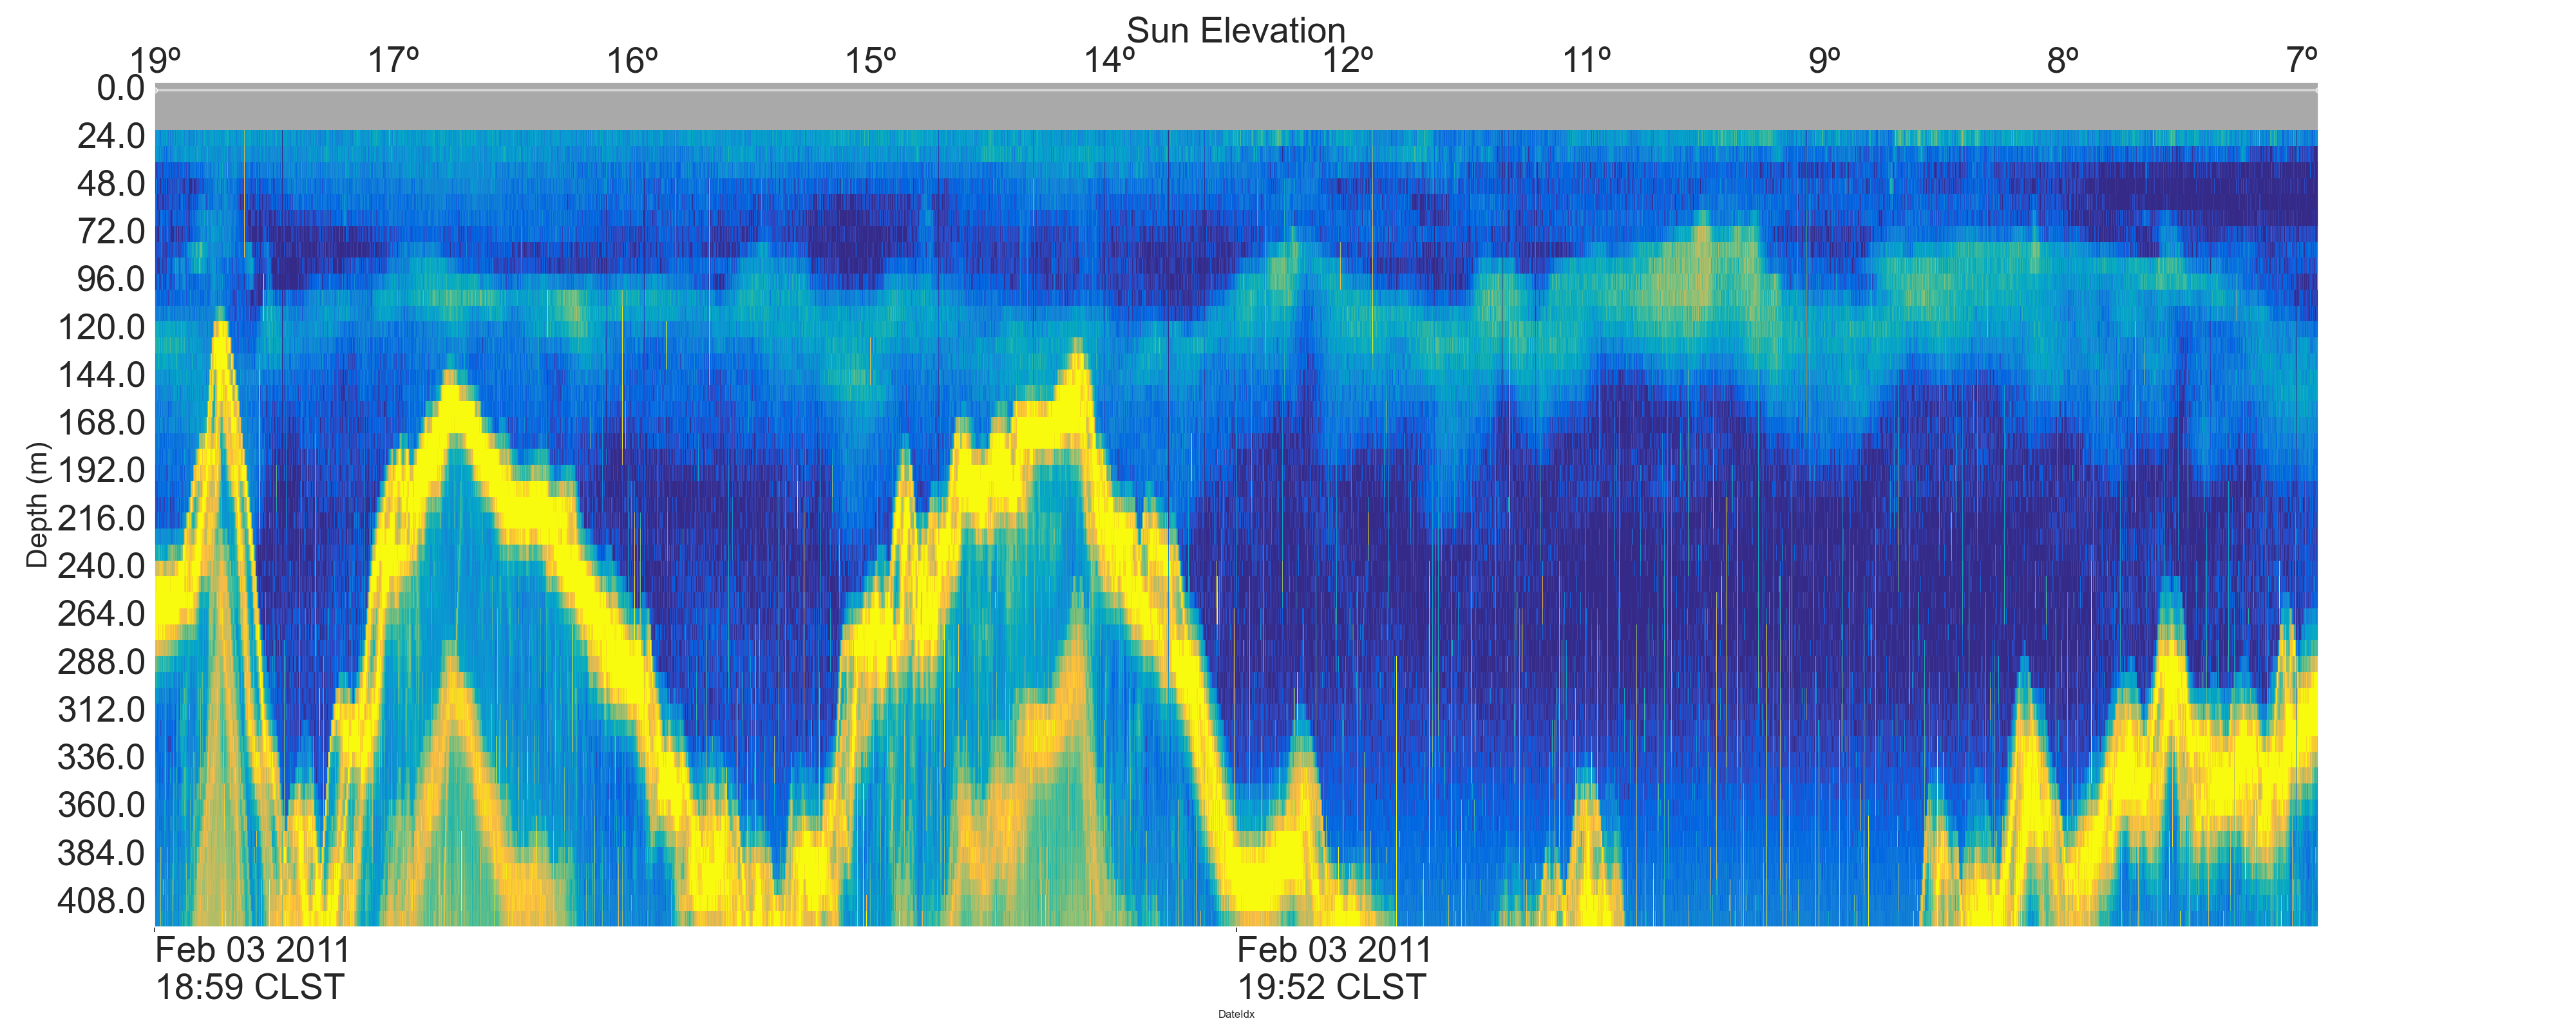 Sun Elevation
19º 17º 16º 15º 14º 12º 11º 9º 8º 7º
0.0
24.0
48.0
72.0
96.0
120.0
144.0
168.0
192.0
216.0
240.0
264.0
288.0
312.0
336.0
360.0
384.0
408.0
Depth (m)
Feb 03 2011
18:59 CLST
Feb 03 2011
19:52 CLST
DateIdx